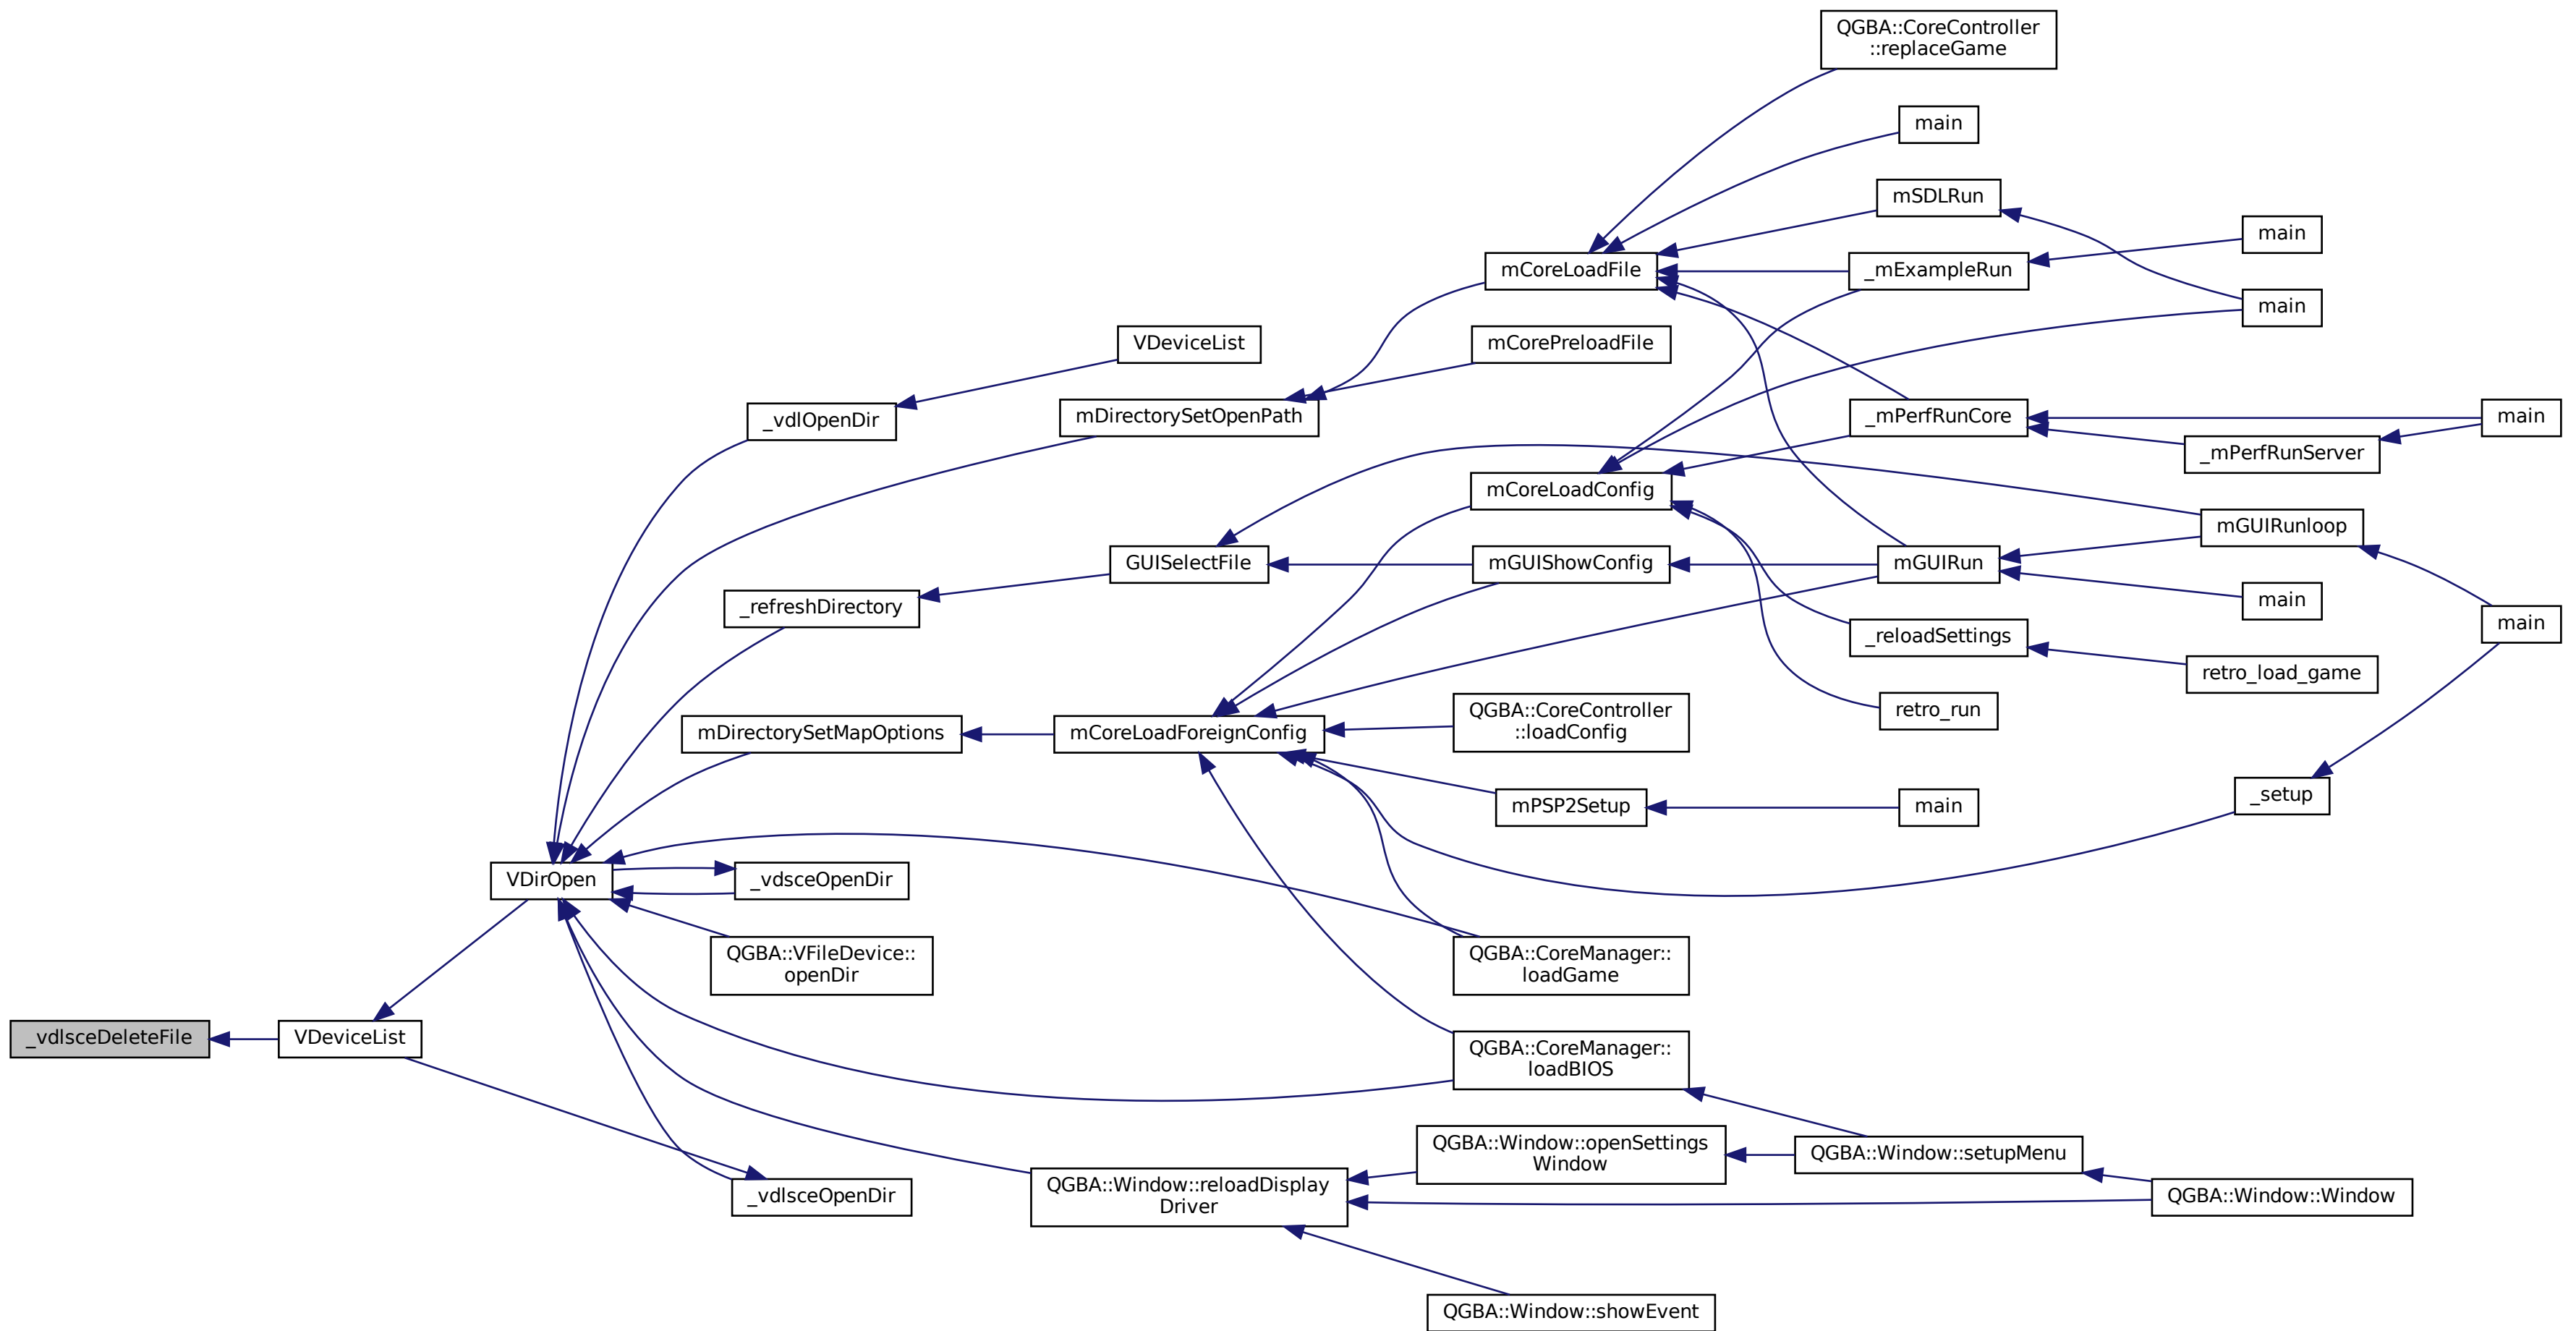 QGBA::CoreController
::replaceGame
main
mSDLRun
main
mCoreLoadFile
_mExampleRun
main
VDeviceList
mCorePreloadFile
_vdlOpenDir
mDirectorySetOpenPath
_mPerfRunCore
main
_mPerfRunServer
mCoreLoadConfig
mGUIRunloop
GUISelectFile
mGUIShowConfig
mGUIRun
main
_refreshDirectory
main
_reloadSettings
retro_load_game
mDirectorySetMapOptions
mCoreLoadForeignConfig
QGBA::CoreController
::loadConfig
retro_run
mPSP2Setup
main
_setup
VDirOpen
_vdsceOpenDir
QGBA::VFileDevice::
openDir
QGBA::CoreManager::
loadGame
_vdlsceDeleteFile
VDeviceList
QGBA::CoreManager::
loadBIOS
QGBA::Window::openSettings
Window
QGBA::Window::setupMenu
_vdlsceOpenDir
QGBA::Window::reloadDisplay
Driver
QGBA::Window::Window
QGBA::Window::showEvent